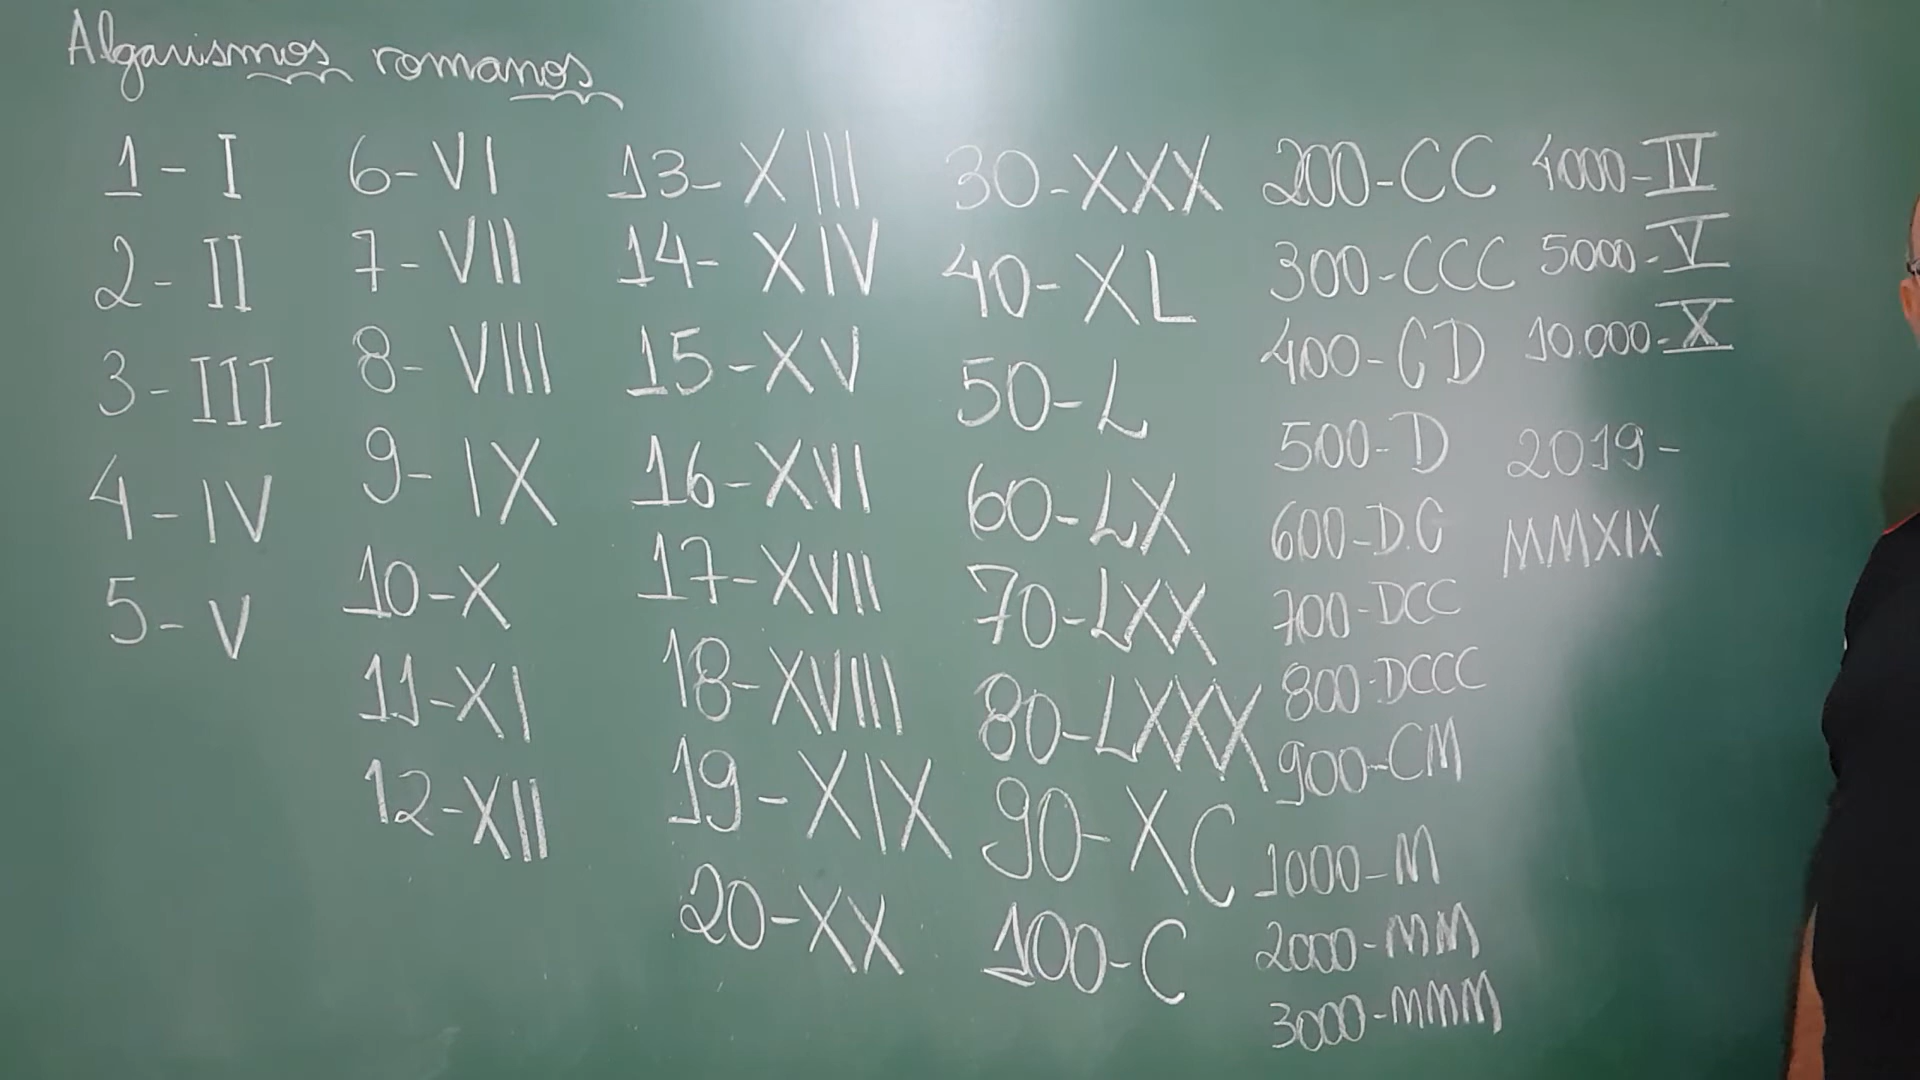 Algarismos romanos
1 - I
2 - II
3 - III
4 - IV
5 - V
6 - VI
7 - VII
8 - VIII
9 - IX
10 - X
11 - XI
12 - XII
13 - XIII
14 - XIV
15 - XV
16 - XVI
17 - XVII
18 - XVIII
19 - XIX
20 - XX
30 - XXX
40 - XL
50 - L
60 - LX
70 - LXX
80 - LXXX
90 - XC
100 - C
200 - CC
300 - CCC
400 - CD
500 - D
600 - D.C
700 - DCC
800 - DCCC
900 - CM
1000 - M
2000 - MM
3000 - MMM
4000 - I̅V̅
5000 - V̅
10.000 - X̅
2019 -
MMXIX